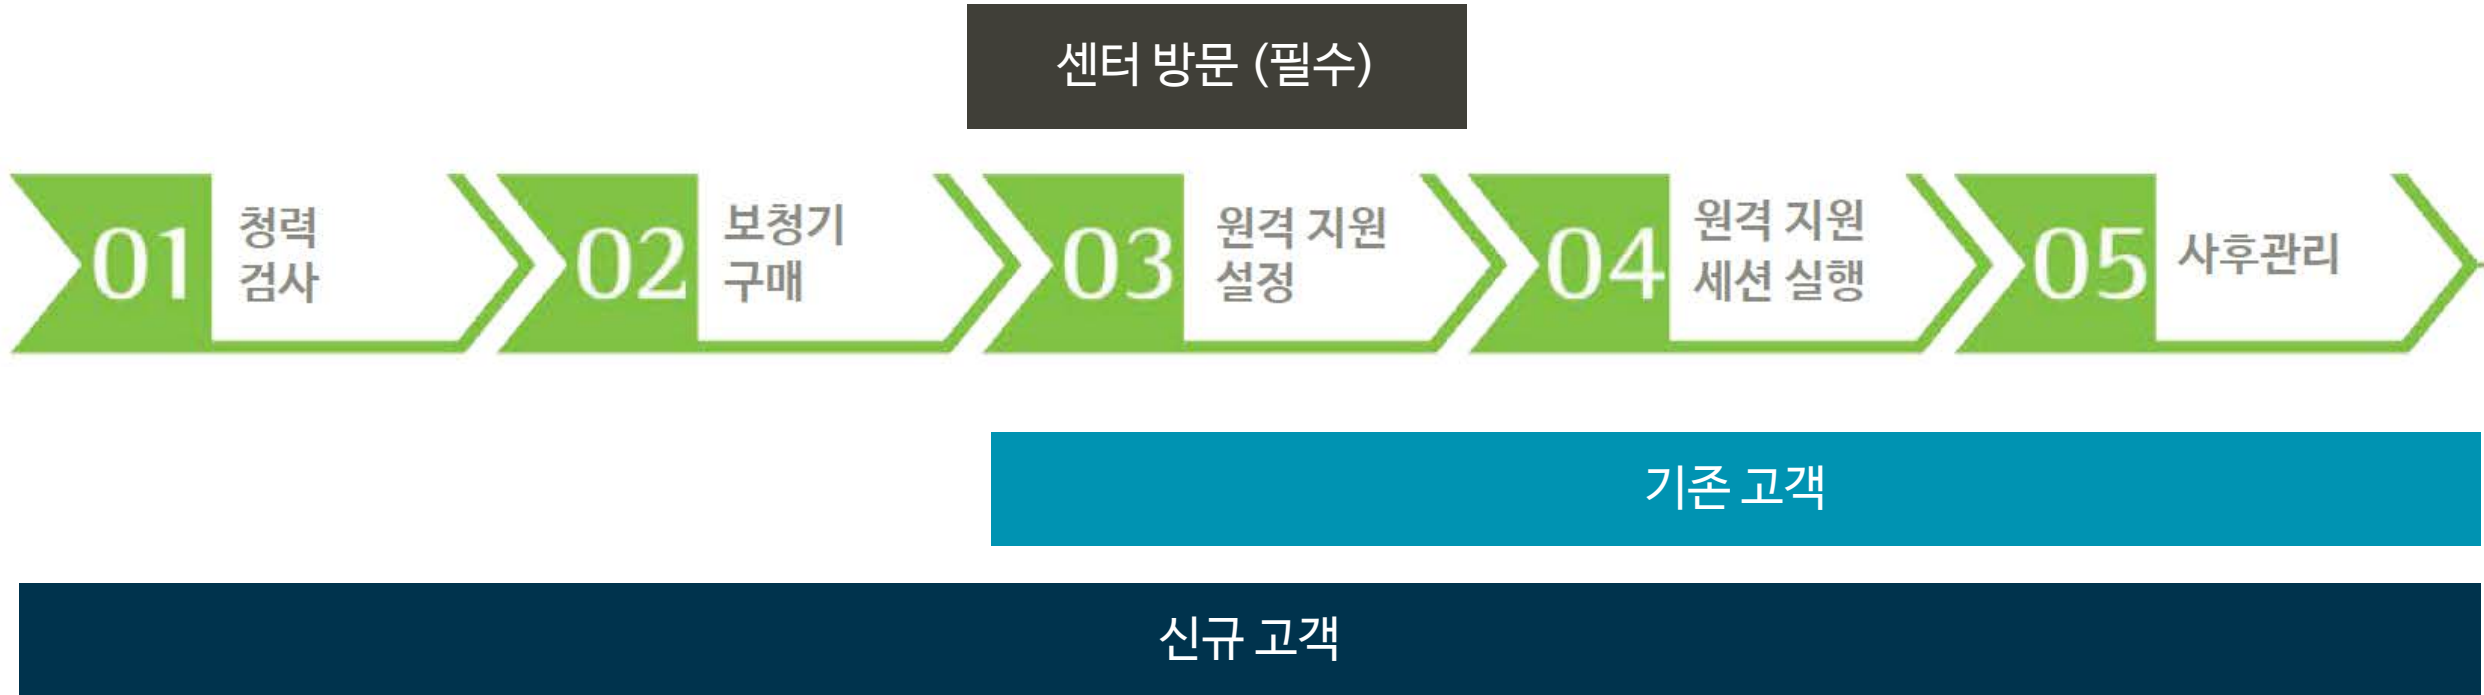 센터 방문 (필수)
01
청력
검사
02
보청기
구매
03
원격 지원
설정
04
원격 지원
세션 실행
05
사후관리
기존 고객
신규 고객